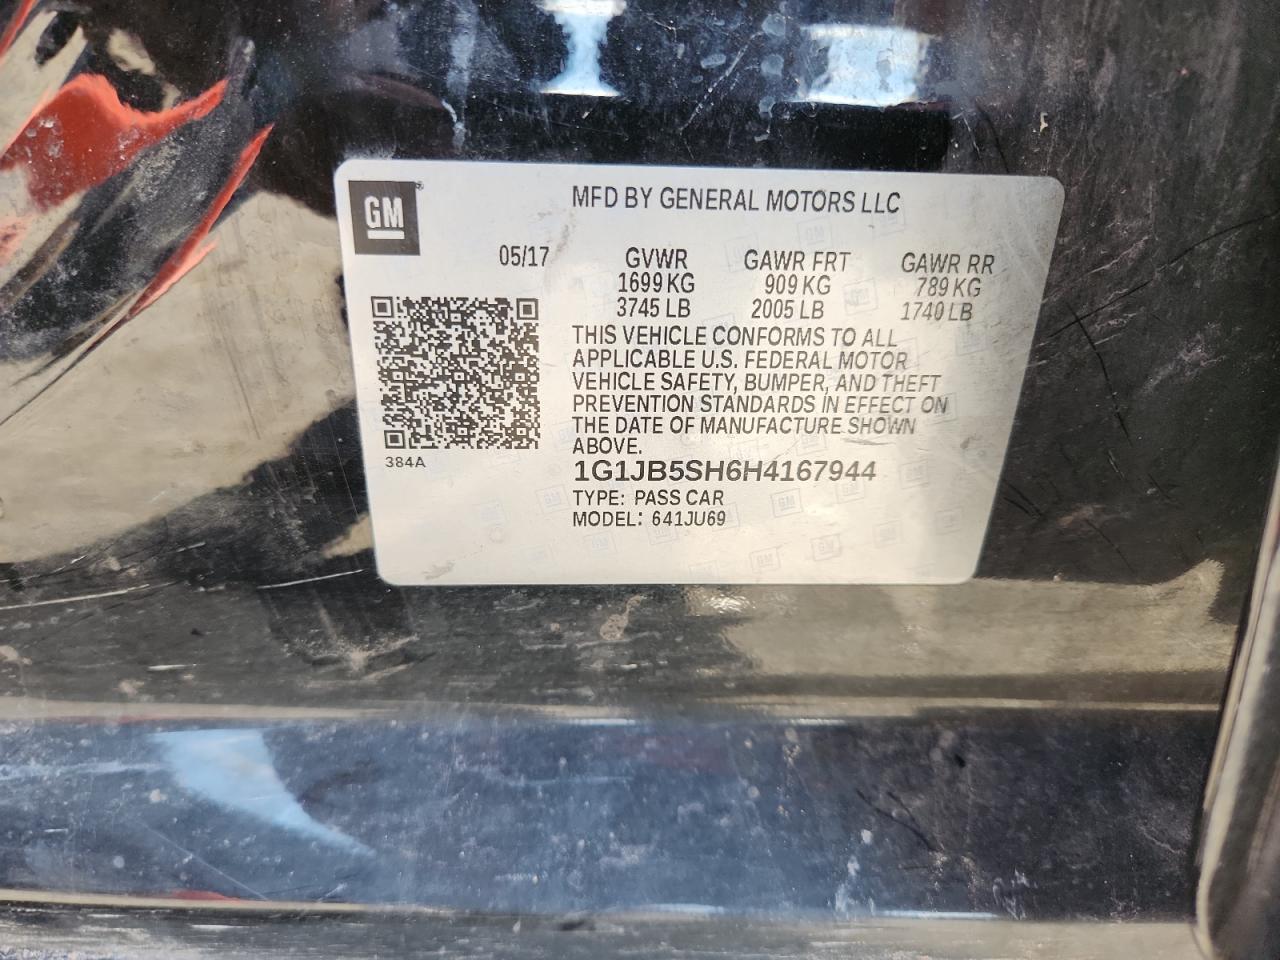 GM
MFD BY GENERAL MOTORS LLC
05/17 GVWR GAWR FRT GAWR RR
1699 KG 909 KG 789 KG
3745 LB 2005 LB 1740 LB
THIS VEHICLE CONFORMS TO ALL
APPLICABLE U.S. FEDERAL MOTOR
VEHICLE SAFETY, BUMPER, AND THEFT
PREVENTION STANDARDS IN EFFECT ON
THE DATE OF MANUFACTURE SHOWN
ABOVE.
384A
1G1JB5SH6H4167944
TYPE: PASS CAR
MODEL: 641JU69